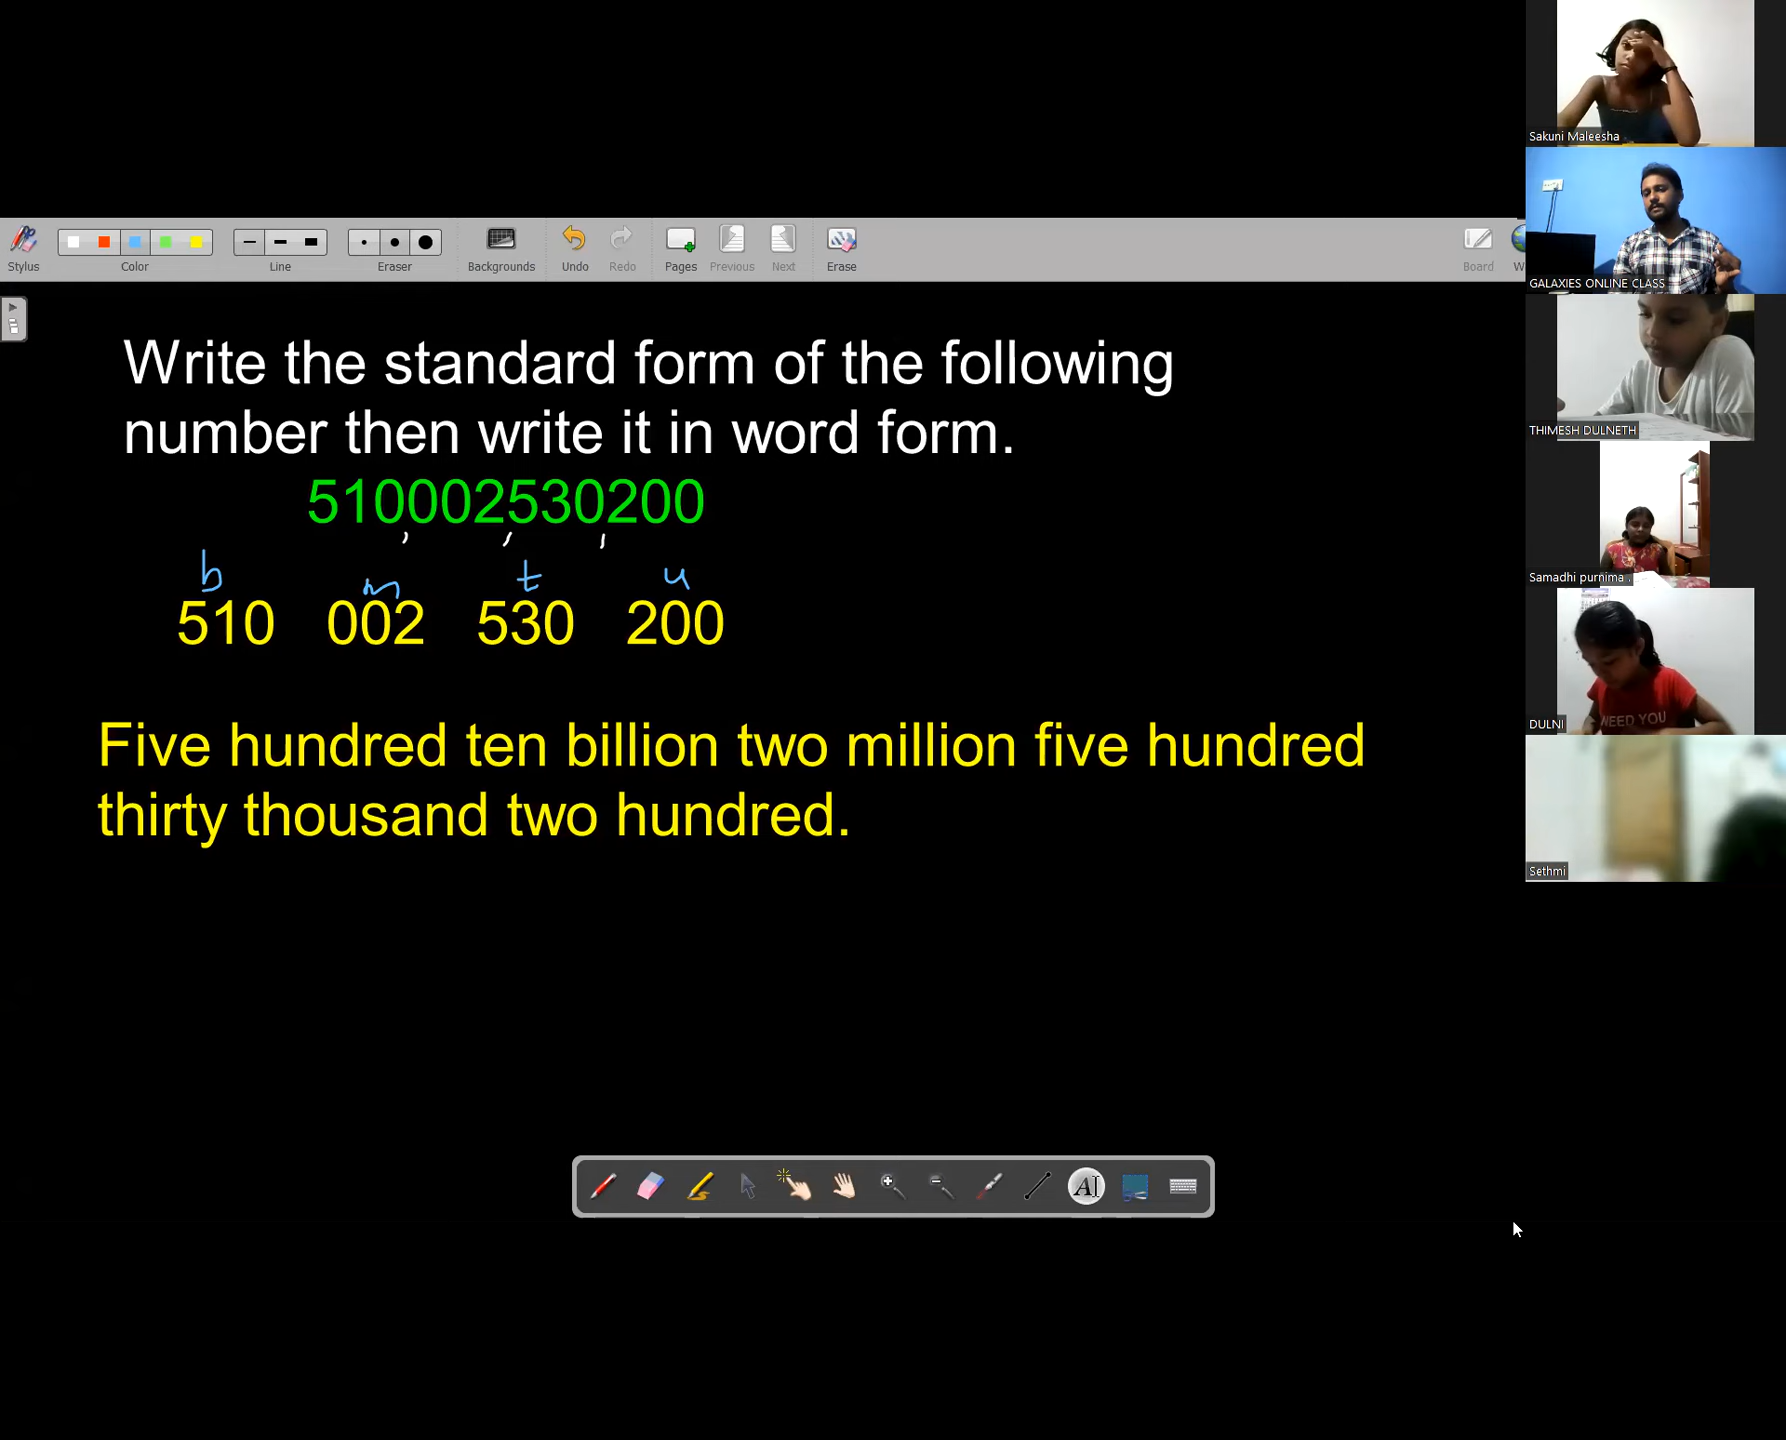 Sakuni Maleesha
Stylus
Color
Line
Eraser
Backgrounds
Undo
Redo
Pages
Previous
Next
Erase
Board
W
GALAXIES ONLINE CLASS
Write the standard form of the following
number then write it in word form.
510002530200
, , ,
b m t u
510 002 530 200
Five hundred ten billion two million five hundred
thirty thousand two hundred.
THIMESH DULNETH
Samadhi purnima .
WEED YOU
DULNI
Sethmi